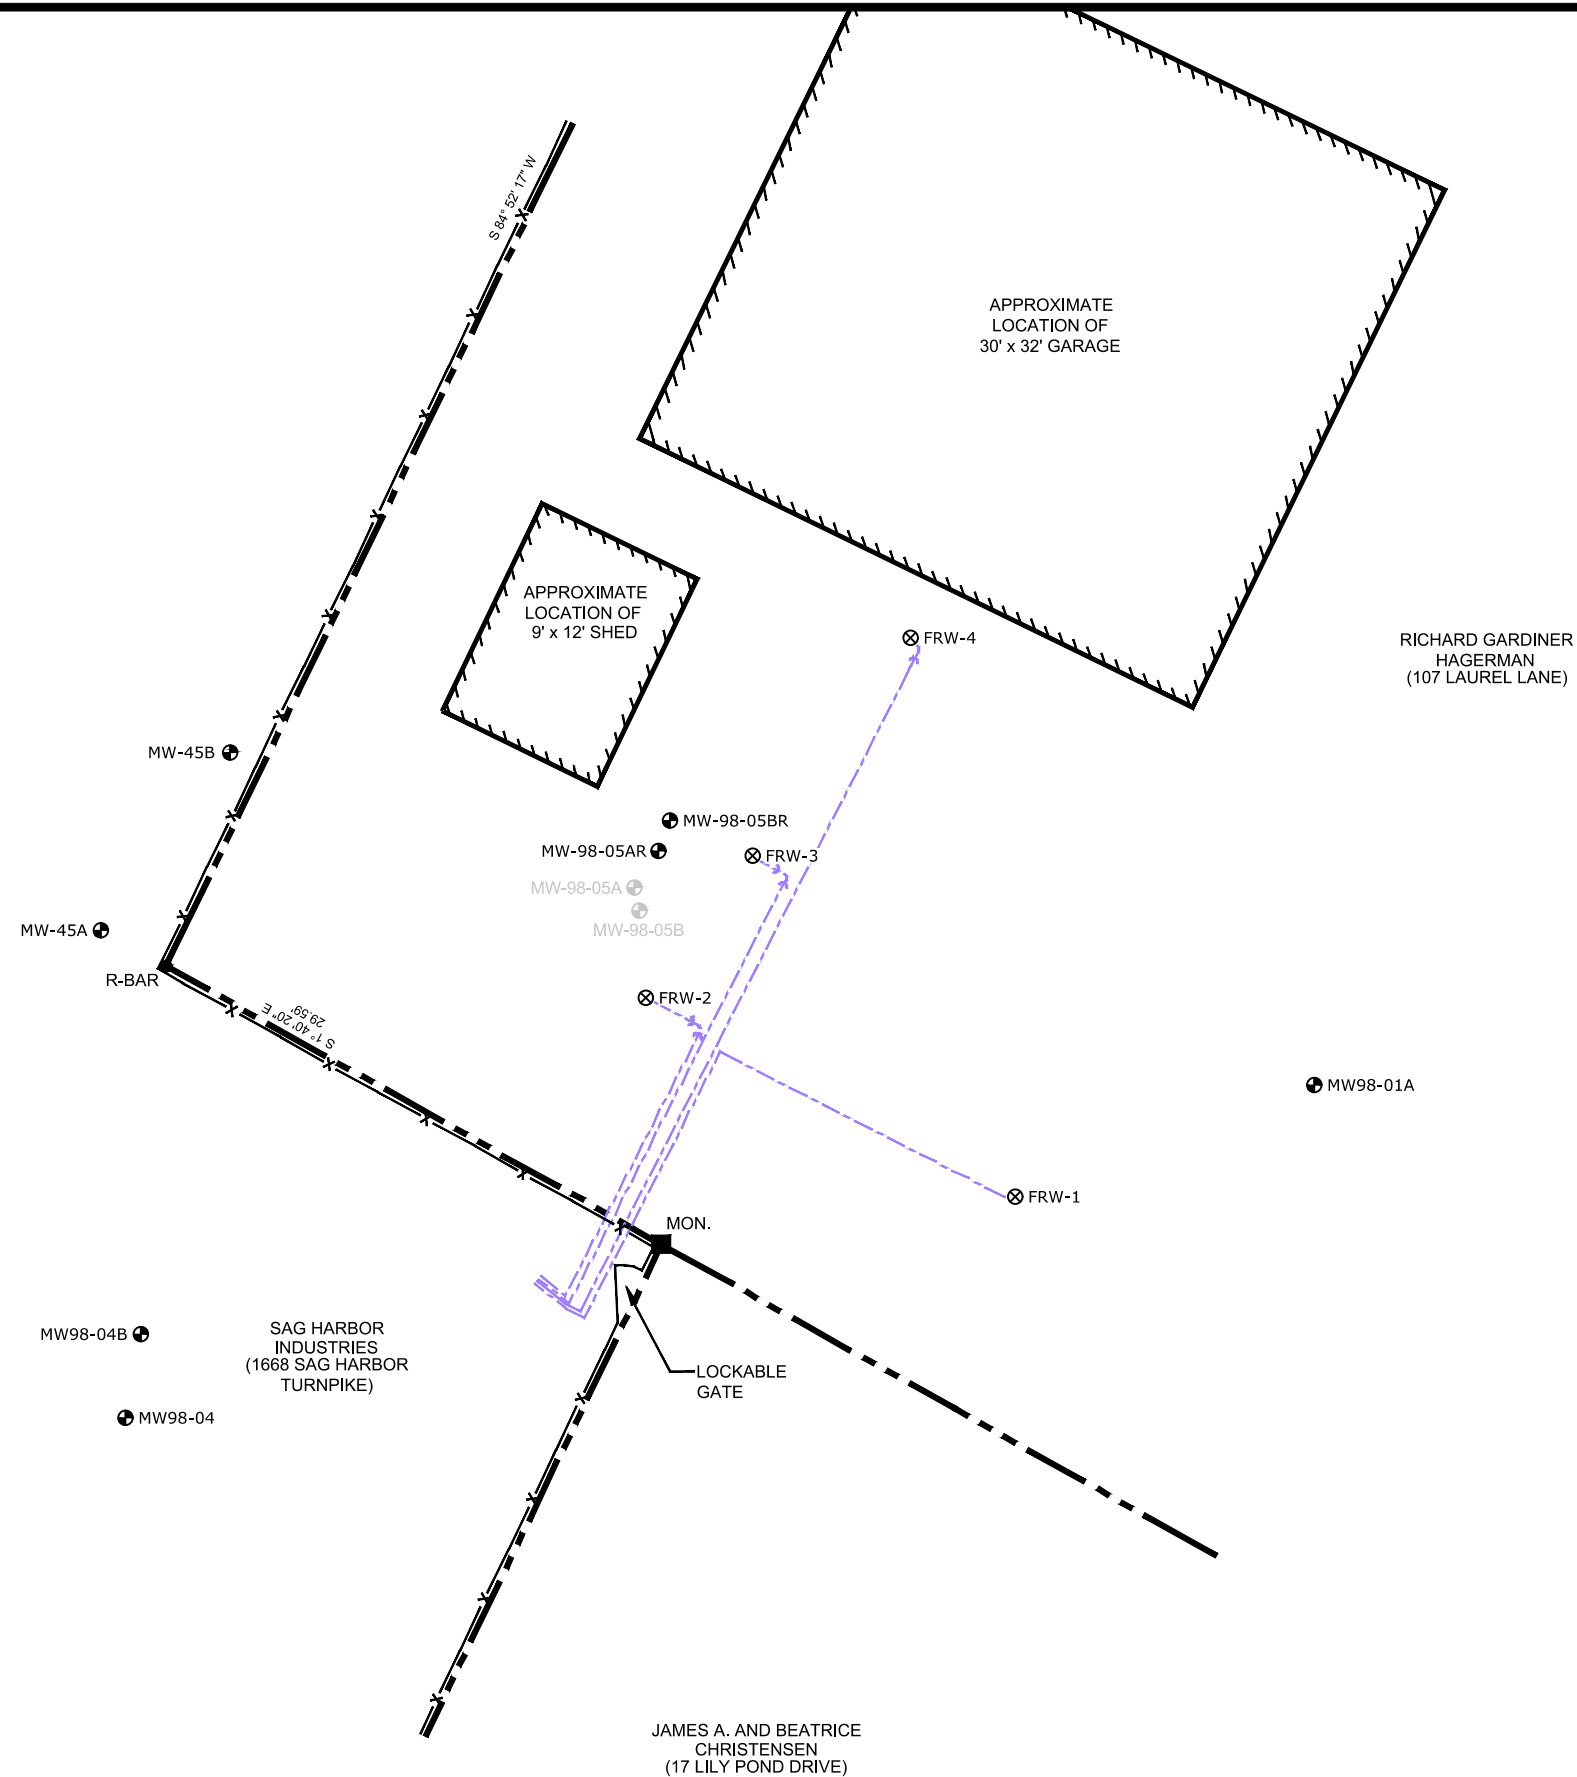 S 84° 52' 17" W
APPROXIMATE
LOCATION OF
30' x 32' GARAGE
APPROXIMATE
LOCATION OF
9' x 12' SHED
FRW-4
RICHARD GARDINER
HAGERMAN
(107 LAUREL LANE)
MW-45B
MW-98-05BR
MW-98-05AR
FRW-3
MW-98-05A
MW-98-05B
MW-45A
R-BAR
FRW-2
S 1° 40' 20" E
29.59'
MW98-01A
FRW-1
MON.
MW98-04B
SAG HARBOR
INDUSTRIES
(1668 SAG HARBOR
TURNPIKE)
LOCKABLE
GATE
MW98-04
JAMES A. AND BEATRICE
CHRISTENSEN
(17 LILY POND DRIVE)